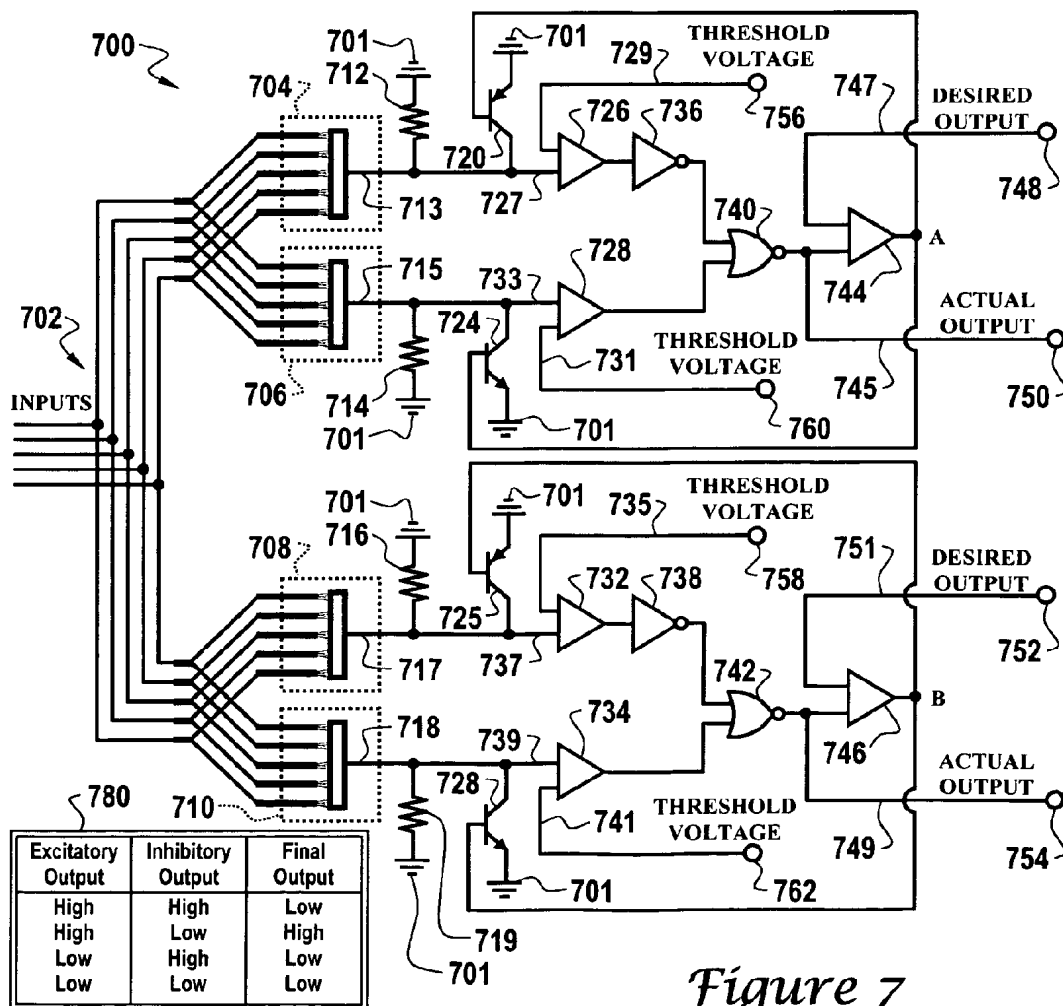 700
701
712
704
713
720
701
THRESHOLD
VOLTAGE
729
756
726
736
727
747
DESIRED
OUTPUT
748
740
A
744
715
733
728
702
724
706
714
701
731
THRESHOLD
VOLTAGE
760
701
ACTUAL
OUTPUT
745
750
INPUTS
701
716
708
717
725
701
THRESHOLD
VOLTAGE
735
758
732
738
737
751
DESIRED
OUTPUT
752
742
B
746
718
739
734
710
728
719
701
741
THRESHOLD
VOLTAGE
762
701
ACTUAL
OUTPUT
749
754
780
Excitatory Output Inhibitory Output Final Output
High High Low
High Low High
Low High Low
Low Low Low
Figure 7